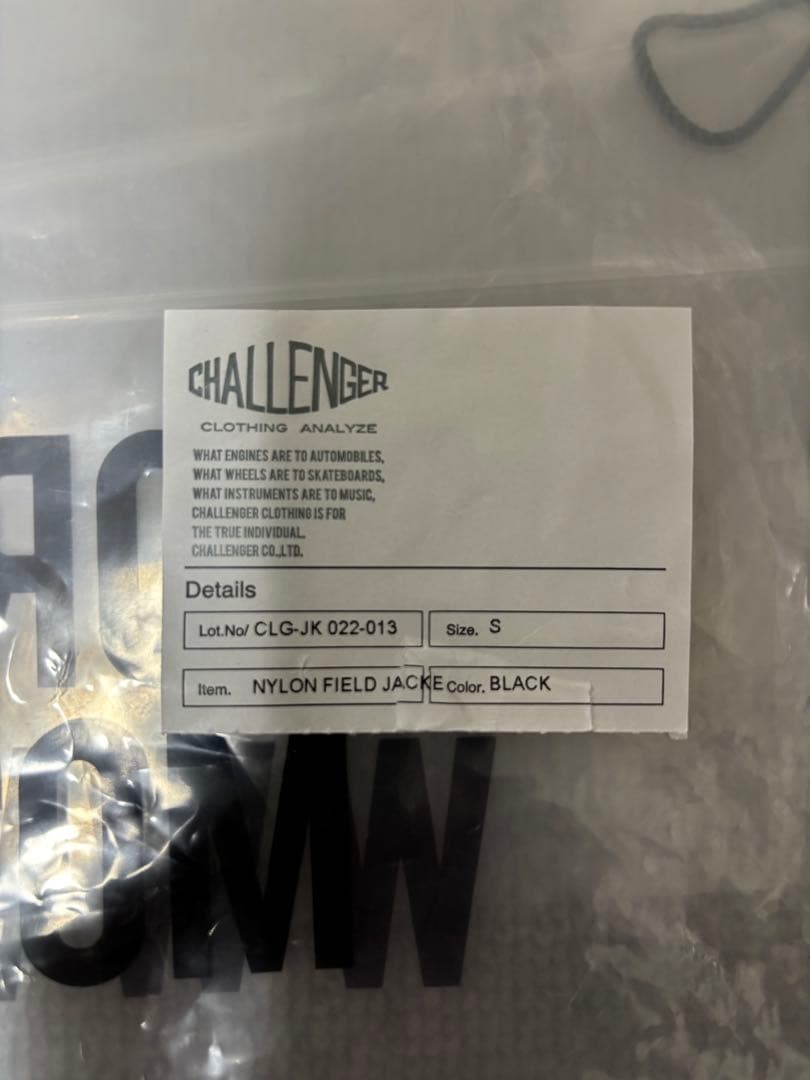 CHALLENGER
CLOTHING ANALYZE
WHAT ENGINES ARE TO AUTOMOBILES,
WHAT WHEELS ARE TO SKATEBOARDS,
WHAT INSTRUMENTS ARE TO MUSIC,
CHALLENGER CLOTHING IS FOR
THE TRUE INDIVIDUAL.
CHALLENGER CO.,LTD.
Details
Lot.No/ CLG-JK 022-013 Size. S
Item. NYLON FIELD JACKE Color. BLACK